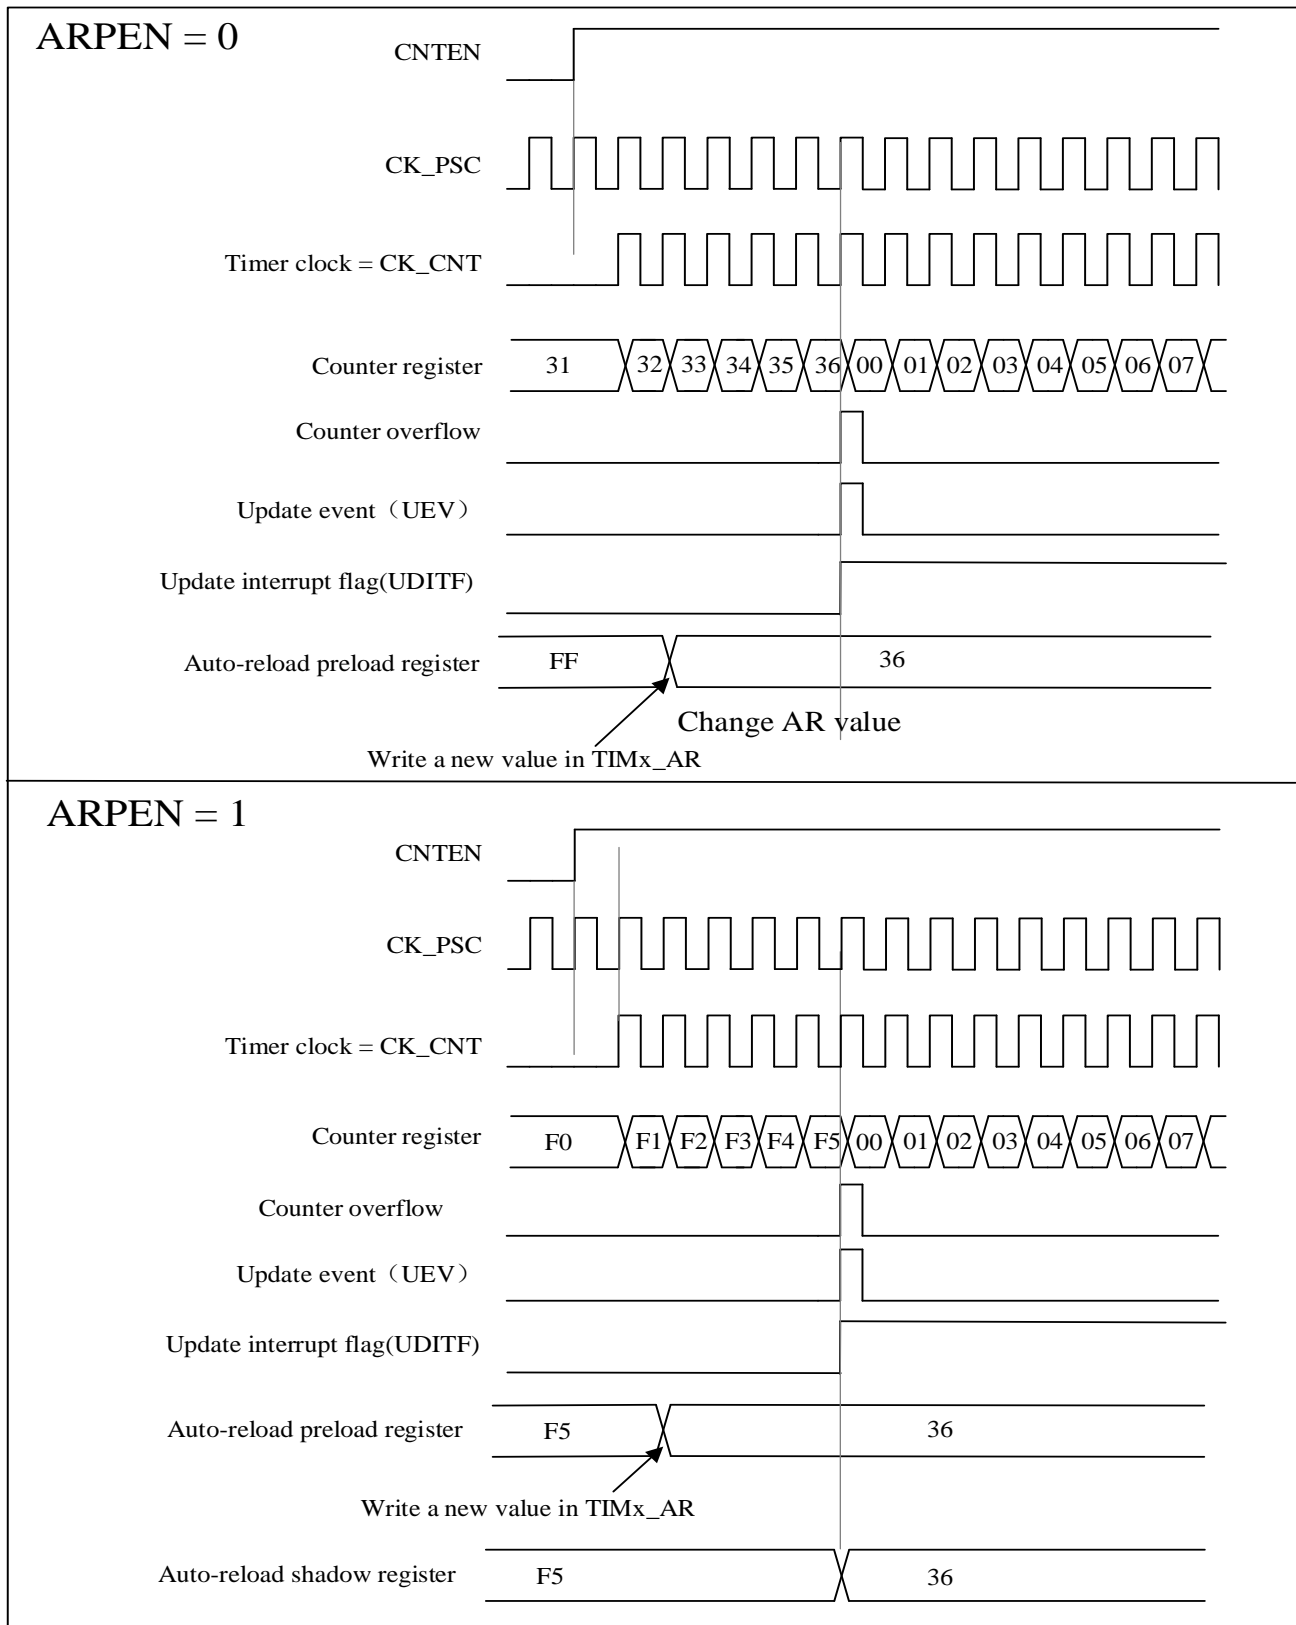 ARPEN = 0
CNTEN
CK_PSC
Timer clock = CK_CNT
Counter register 31 32 33 34 35 36 00 01 02 03 04 05 06 07
Counter overflow
Update event（UEV）
Update interrupt flag(UDITF)
Auto-reload preload register FF 36
Change AR value
Write a new value in TIMx_AR
ARPEN = 1
CNTEN
CK_PSC
Timer clock = CK_CNT
Counter register F0 F1 F2 F3 F4 F5 00 01 02 03 04 05 06 07
Counter overflow
Update event（UEV）
Update interrupt flag(UDITF)
Auto-reload preload register F5 36
Write a new value in TIMx_AR
Auto-reload shadow register F5 36